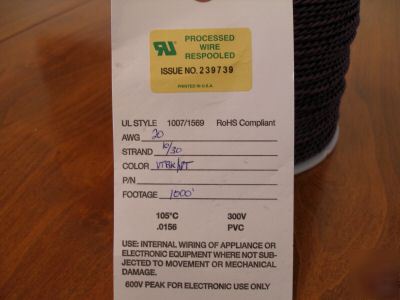 PROCESSED
WIRE
RESPOOLED
ISSUE NO. 239739
PRINTED IN U.S.A.
UL STYLE 1007/1569 RoHS Compliant
AWG 20
STRAND 10/30
COLOR
P/N
FOOTAGE 1000'
105°C 300V
.0156 PVC
USE: INTERNAL WIRING OF APPLIANCE OR
ELECTRONIC EQUIPMENT WHERE NOT SUB-
JECTED TO MOVEMENT OR MECHANICAL
DAMAGE.
600V PEAK FOR ELECTRONIC USE ONLY